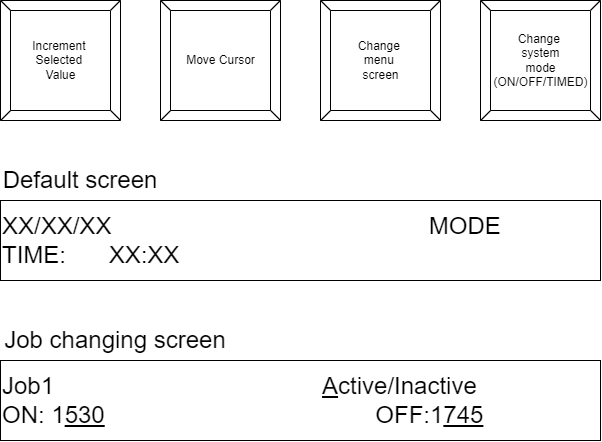 Increment
Selected
Value
Move Cursor
Change
menu
screen
Change
system
mode
(ON/OFF/TIMED)
Default screen
XX/XX/XX MODE
TIME: XX:XX
Job changing screen
Job1 Active/Inactive
ON: 1530 OFF:1745